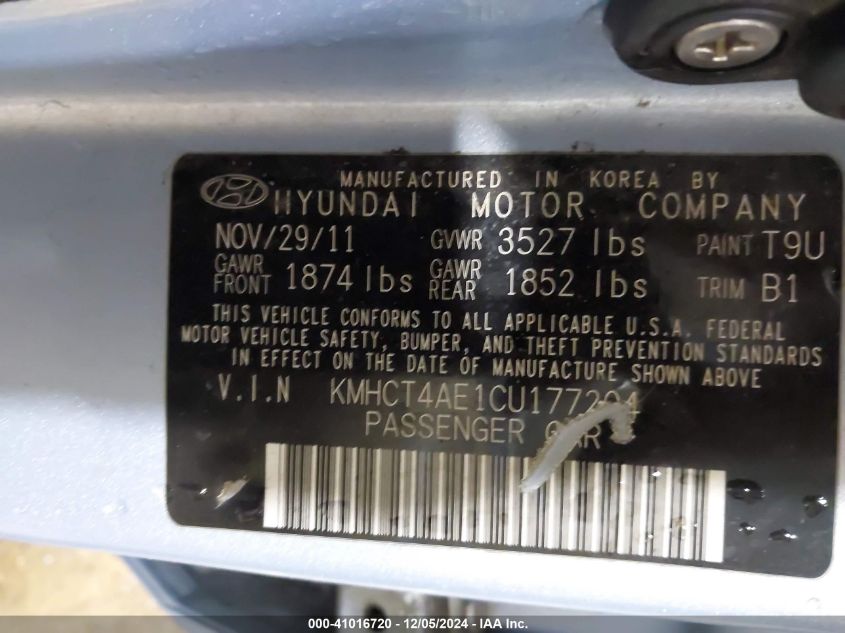 MANUFACTURED IN KOREA BY
HYUNDAI MOTOR COMPANY
NOV/29/11 GVWR 3527 lbs PAINT T9U
GAWR FRONT 1874 lbs GAWR REAR 1852 lbs TRIM B1
THIS VEHICLE CONFORMS TO ALL APPLICABLE U.S.A. FEDERAL
MOTOR VEHICLE SAFETY, BUMPER, AND THEFT PREVENTION STANDARDS
IN EFFECT ON THE DATE OF MANUFACTURE SHOWN ABOVE
V.I.N KMHCT4AE1CU177204
PASSENGER CAR
000-41016720 - 12/05/2024 - IAA Inc.